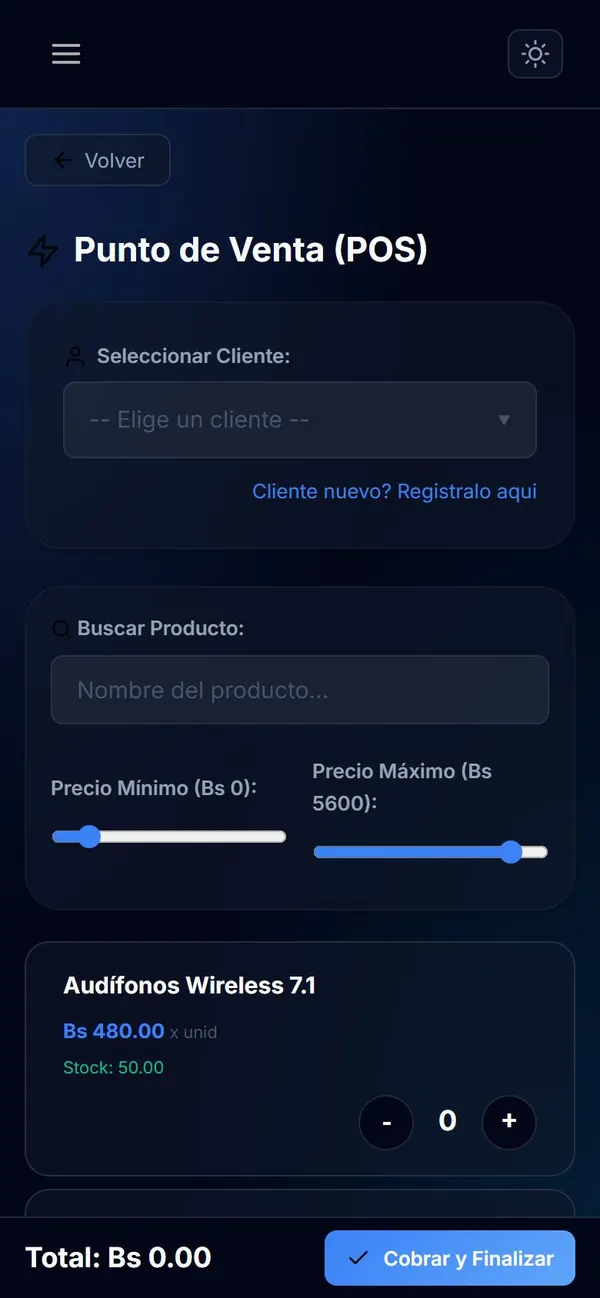 Volver
Punto de Venta (POS)
Seleccionar Cliente:
-- Elige un cliente --
Cliente nuevo? Registralo aqui
Buscar Producto:
Nombre del producto...
Precio Mínimo (Bs 0):
Precio Máximo (Bs
5600):
Audífonos Wireless 7.1
Bs 480.00 x unid
Stock: 50.00
- 0 +
Total: Bs 0.00
Cobrar y Finalizar